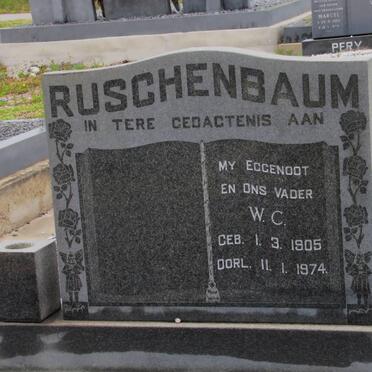 RUSCHENBAUM
IN TERE GEDAGTENIS AAN
MY EGGENOOT
EN ONS VADER
W. C.
GEB. 1. 3. 1905
OORL. 11. 1. 1974.
MARCEL
PERY